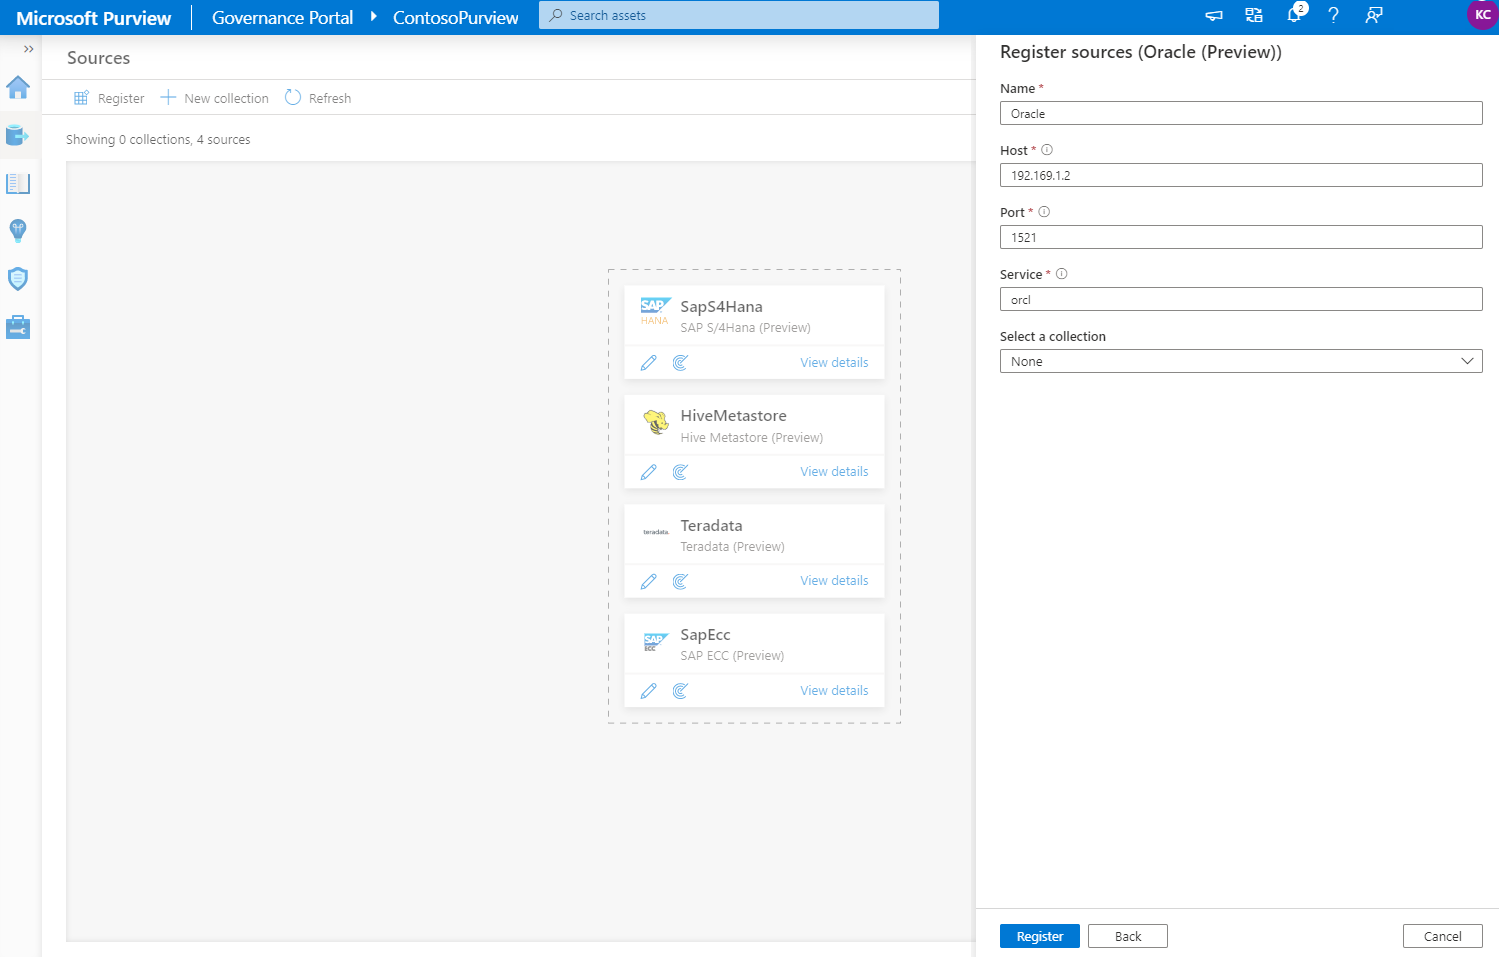 Microsoft Purview
Governance Portal
ContosoPurview
Search assets
2
KC
Sources
Register
New collection
Refresh
Showing 0 collections, 4 sources
SAP
HANA
SapS4Hana
SAP S/4Hana (Preview)
View details
HiveMetastore
Hive Metastore (Preview)
View details
teradata.
Teradata
Teradata (Preview)
View details
SAP
ECC
SapEcc
SAP ECC (Preview)
View details
Register sources (Oracle (Preview))
Name *
Oracle
Host *
192.169.1.2
Port *
1521
Service *
orcl
Select a collection
None
Register
Back
Cancel